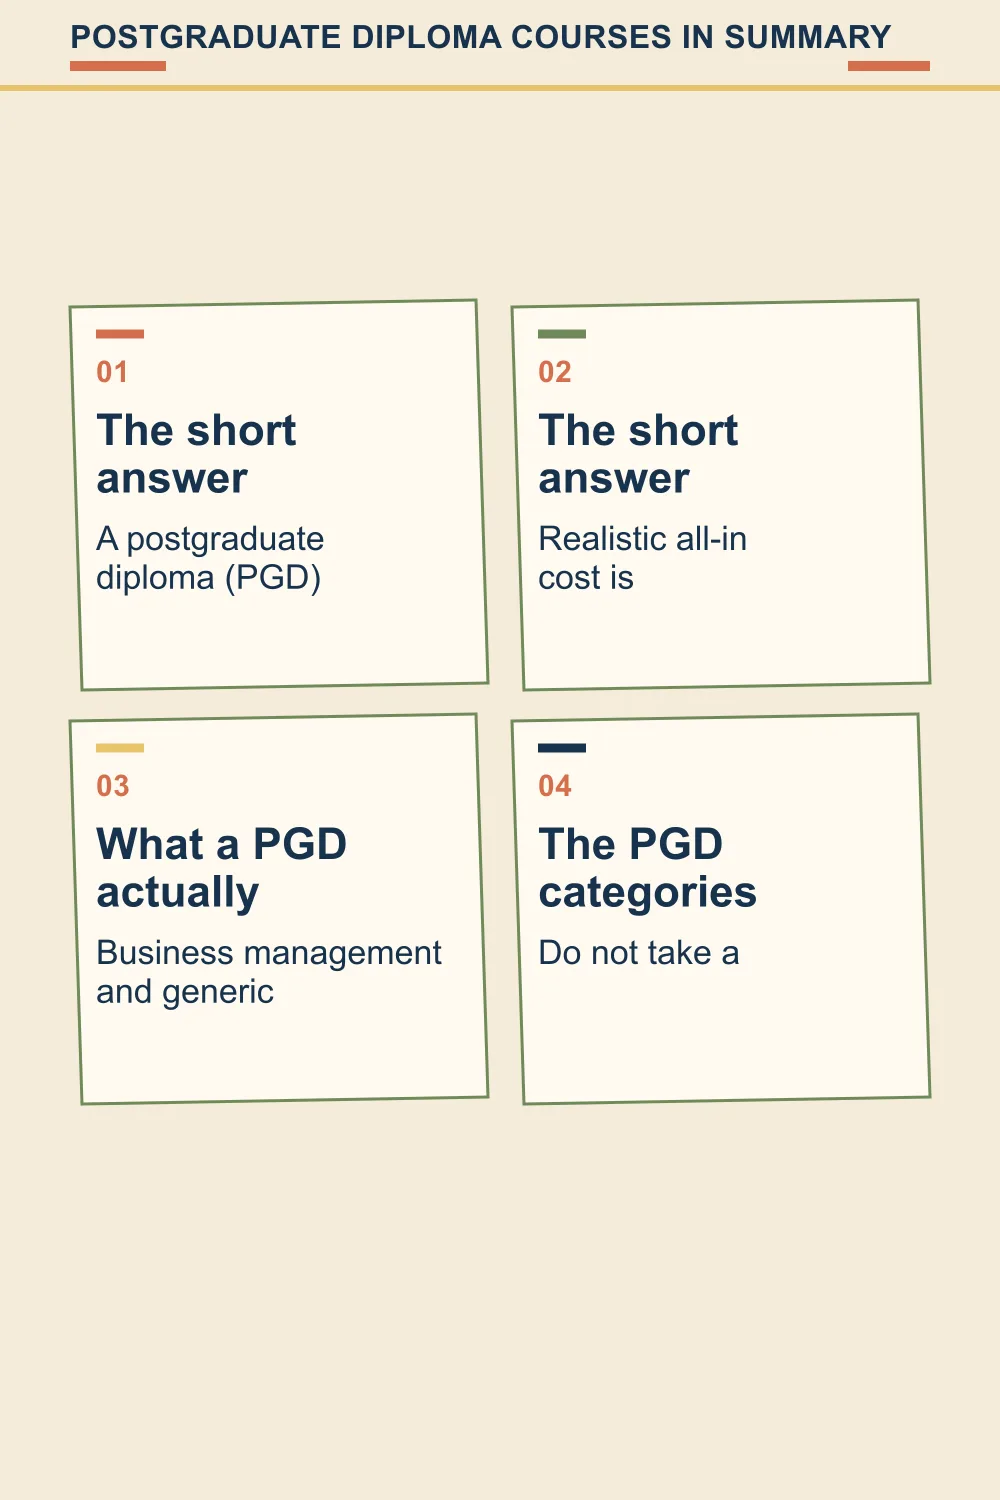 POSTGRADUATE DIPLOMA COURSES IN SUMMARY
01
The short
answer
A postgraduate
diploma (PGD)
02
The short
answer
Realistic all-in
cost is
03
What a PGD
actually
Business management
and generic
04
The PGD
categories
Do not take a